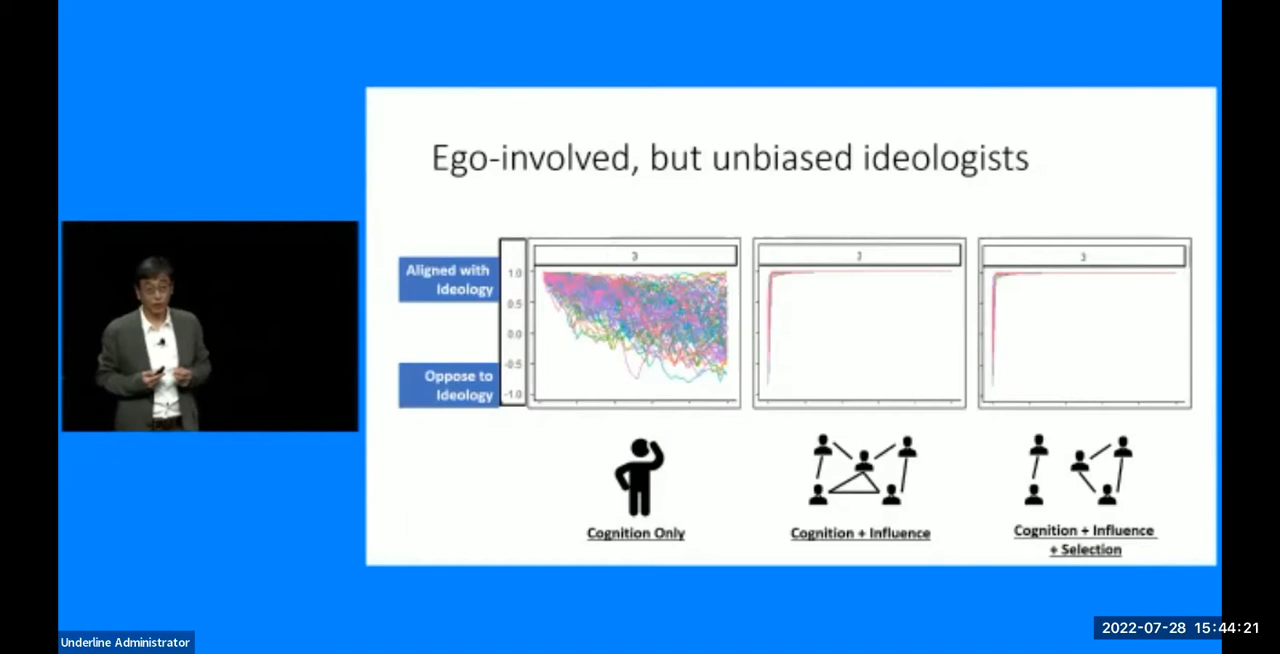 Ego-involved, but unbiased ideologists
Aligned with
Ideology
Oppose to
Ideology
3
1.0
0.5
0.0
-0.5
-1.0
3
3
Cognition Only
Cognition + Influence
Cognition + Influence
+ Selection
Underline Administrator
2022-07-28 15:44:21